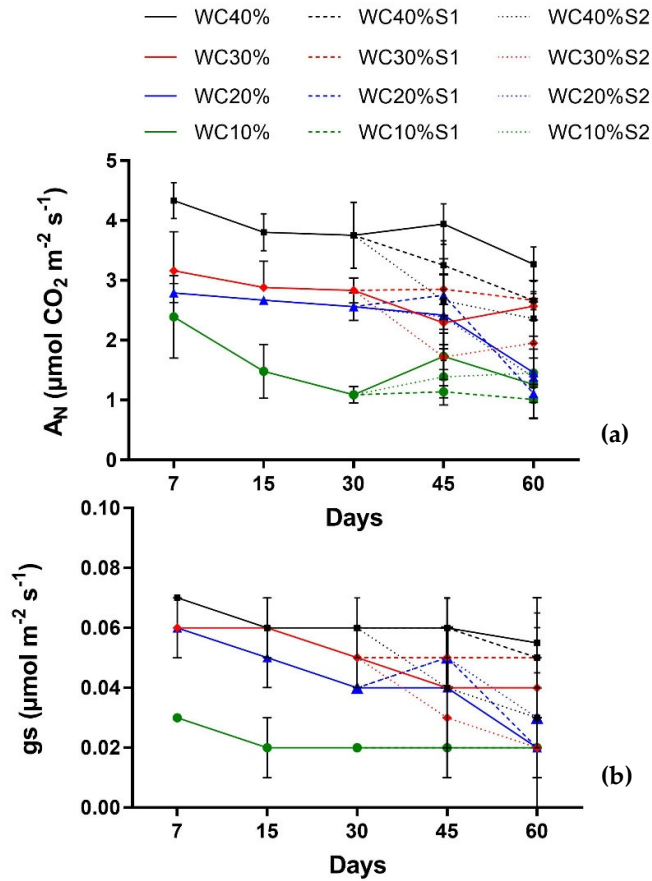 WC40% WC40%S1 WC40%S2
WC30% WC30%S1 WC30%S2
WC20% WC20%S1 WC20%S2
WC10% WC10%S1 WC10%S2
5
4
3
2
1
0
A_N (μmol CO₂ m⁻² s⁻¹)
(a)
7 15 30 45 60
Days
0.10
0.08
0.06
0.04
0.02
0.00
gs (μmol m⁻² s⁻¹)
(b)
7 15 30 45 60
Days